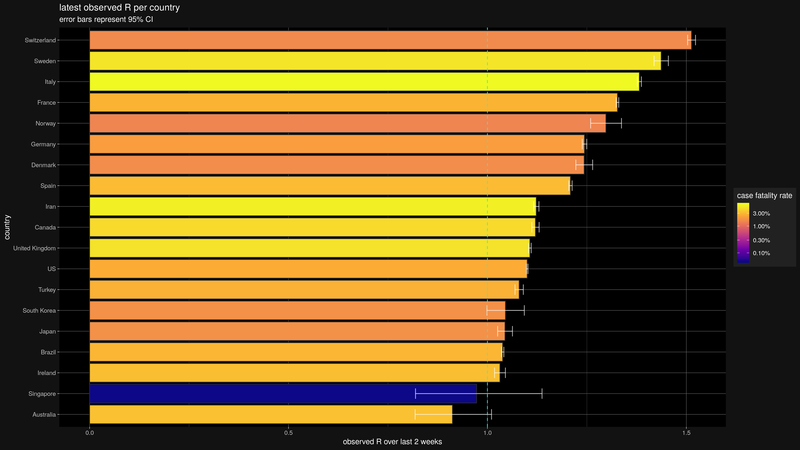 latest observed R per country
error bars represent 95% CI
country
Switzerland
Sweden
Italy
France
Norway
Germany
Denmark
Spain
Iran
Canada
United Kingdom
US
Turkey
South Korea
Japan
Brazil
Ireland
Singapore
Australia
0.0 0.5 1.0 1.5
observed R over last 2 weeks
case fatality rate
3.00%
1.00%
0.30%
0.10%